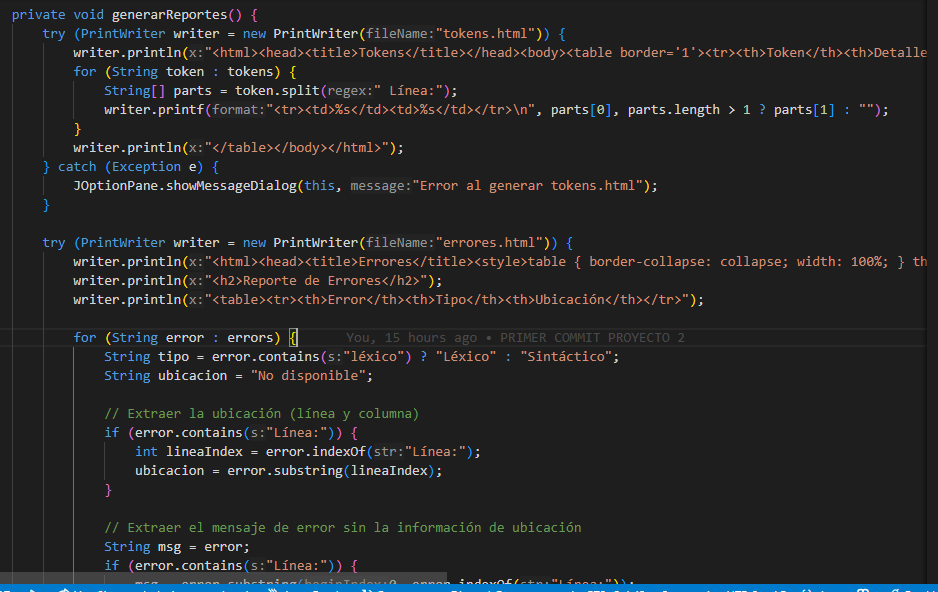 private void generarReportes() {
try (PrintWriter writer = new PrintWriter(fileName:"tokens.html")) {
writer.println(x:"<html><head><title>Tokens</title></head><body><table border='1'><tr><th>Token</th><th>Detalle
for (String token : tokens) {
String[] parts = token.split(regex:" Línea:");
writer.printf(format:"<tr><td>%s</td><td>%s</td></tr>\n", parts[0], parts.length > 1 ? parts[1] : "");
}
writer.println(x:"</table></body></html>");
} catch (Exception e) {
JOptionPane.showMessageDialog(this, message:"Error al generar tokens.html");
}
try (PrintWriter writer = new PrintWriter(fileName:"errores.html")) {
writer.println(x:"<html><head><title>Errores</title><style>table { border-collapse: collapse; width: 100%; } th
writer.println(x:"<h2>Reporte de Errores</h2>");
writer.println(x:"<table><tr><th>Error</th><th>Tipo</th><th>Ubicación</th></tr>");
for (String error : errors) { You, 15 hours ago • PRIMER COMMIT PROYECTO 2
String tipo = error.contains(s:"léxico") ? "Léxico" : "Sintáctico";
String ubicacion = "No disponible";
// Extraer la ubicación (línea y columna)
if (error.contains(s:"Línea:")) {
int lineaIndex = error.indexOf(str:"Línea:");
ubicacion = error.substring(lineaIndex);
}
// Extraer el mensaje de error sin la información de ubicación
String msg = error;
if (error.contains(s:"Línea:")) {
msg = error.substring(beginIndex:0, error.indexOf(str:"Línea:"));